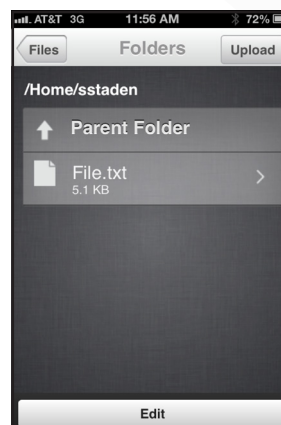 AT&T 3G 11:56 AM 72%
Files Folders Upload
/Home/sstaden
Parent Folder
File.txt
5.1 KB
Edit